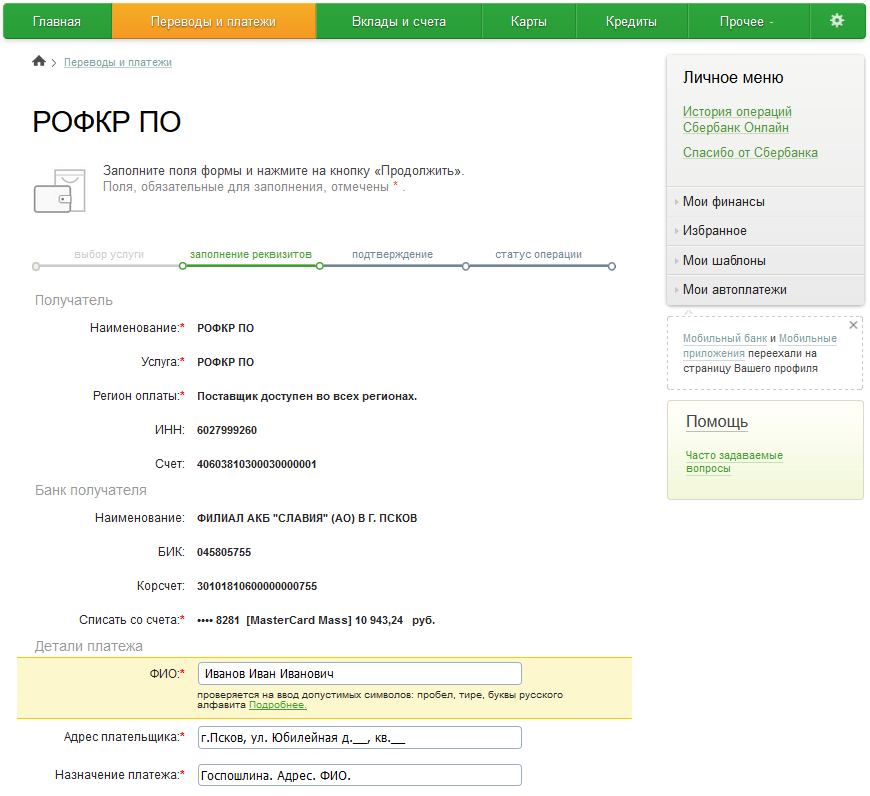 Главная Переводы и платежи Вклады и счета Карты Кредиты Прочее -
Переводы и платежи
РОФКР ПО
Заполните поля формы и нажмите на кнопку «Продолжить».
Поля, обязательные для заполнения, отмечены * .
выбор услуги заполнение реквизитов подтверждение статус операции
Получатель
Наименование:* РОФКР ПО
Услуга:* РОФКР ПО
Регион оплаты:* Поставщик доступен во всех регионах.
ИНН: 6027999260
Счет: 40603810300030000001
Банк получателя
Наименование: ФИЛИАЛ АКБ "СЛАВИЯ" (АО) В Г. ПСКОВ
БИК: 045805755
Корсчет: 30101810600000000755
Списать со счета:* •••• 8281 [MasterCard Mass] 10 943,24 руб.
Детали платежа
ФИО:* Иванов Иван Иванович
проверяется на ввод допустимых символов: пробел, тире, буквы русского
алфавита Подробнее.
Адрес плательщика:* г.Псков, ул. Юбилейная д.__, кв.__
Назначение платежа:* Госпошлина. Адрес. ФИО.
Личное меню
История операций
Сбербанк Онлайн
Спасибо от Сбербанка
Мои финансы
Избранное
Мои шаблоны
Мои автоплатежи
Мобильный банк и Мобильные
приложения переехали на
страницу Вашего профиля
Помощь
Часто задаваемые
вопросы